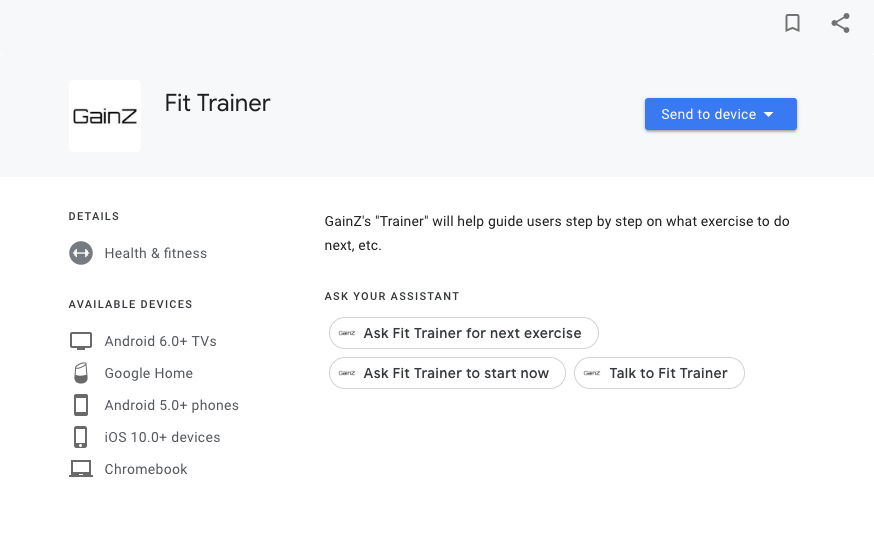 GainZ
Fit Trainer
Send to device
DETAILS
Health & fitness
AVAILABLE DEVICES
Android 6.0+ TVs
Google Home
Android 5.0+ phones
iOS 10.0+ devices
Chromebook
GainZ's "Trainer" will help guide users step by step on what exercise to do
next, etc.
ASK YOUR ASSISTANT
GainZ Ask Fit Trainer for next exercise
GainZ Ask Fit Trainer to start now
GainZ Talk to Fit Trainer